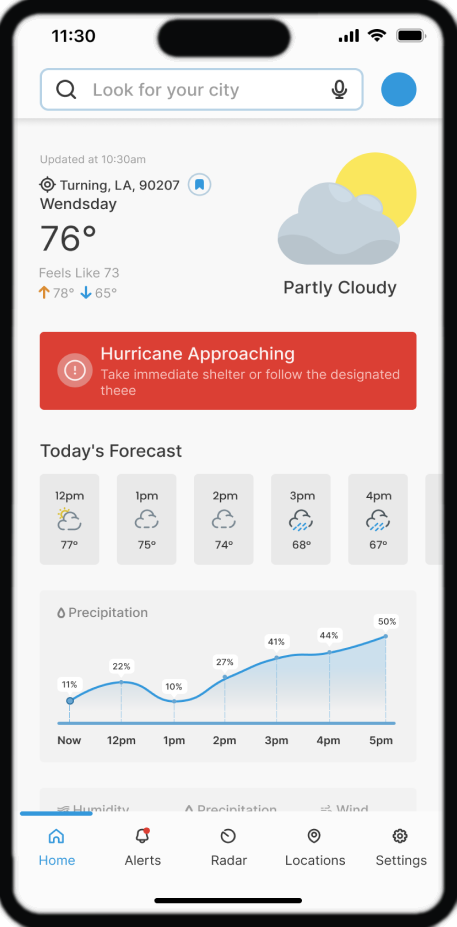 11:30
Look for your city
Updated at 10:30am
Turning, LA, 90207
Wendsday
76°
Feels Like 73
78° 65°
Partly Cloudy
Hurricane Approaching
Take immediate shelter or follow the designated
theee
Today's Forecast
12pm 1pm 2pm 3pm 4pm
77° 75° 74° 68° 67°
Precipitation
11% 22% 10% 27% 41% 44% 50%
Now 12pm 1pm 2pm 3pm 4pm 5pm
Humidity Precipitation Wind
Home Alerts Radar Locations Settings